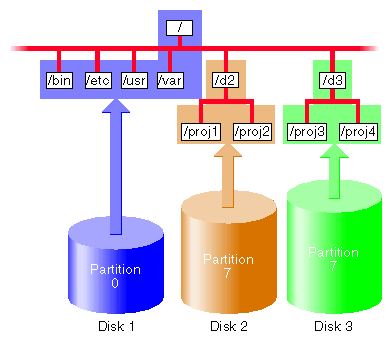 /
/bin
/etc
/usr
/var
/d2
/d3
/proj1
/proj2
/proj3
/proj4
Partition
0
Partition
7
Partition
7
Disk 1
Disk 2
Disk 3